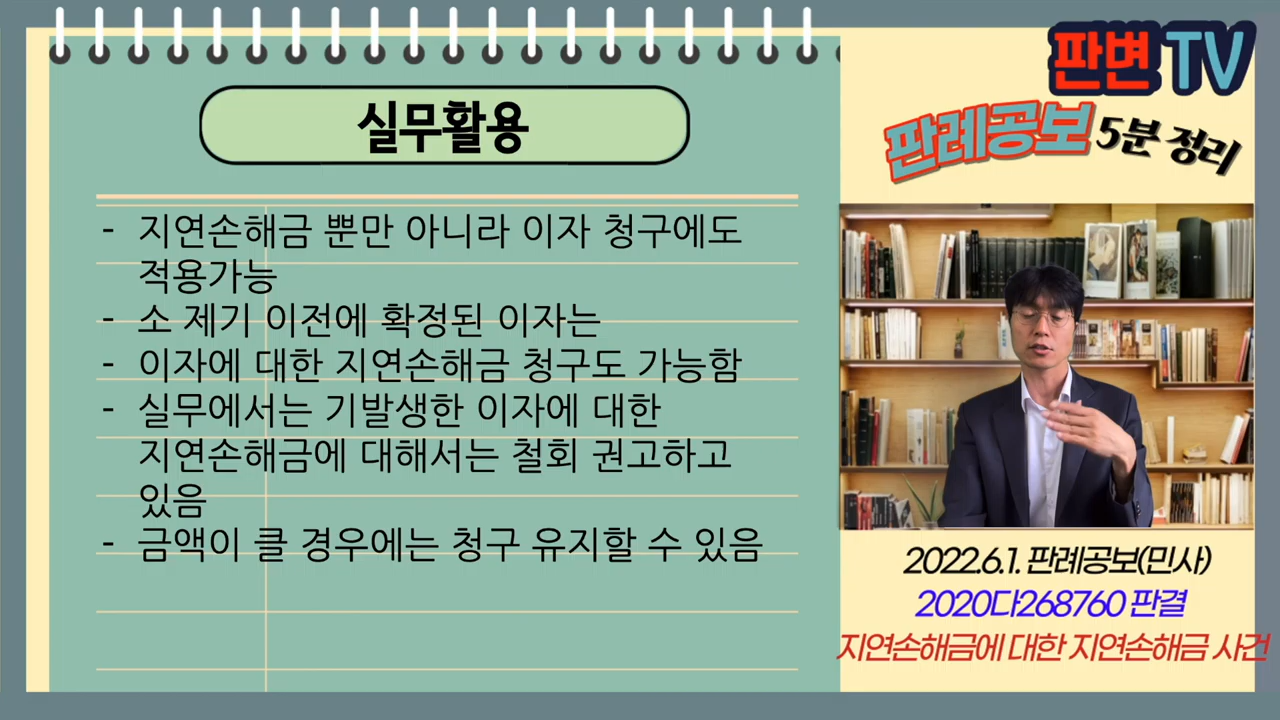 실무활용
- 지연손해금 뿐만 아니라 이자 청구에도
적용가능
- 소 제기 이전에 확정된 이자는
- 이자에 대한 지연손해금 청구도 가능함
- 실무에서는 기발생한 이자에 대한
지연손해금에 대해서는 철회 권고하고
있음
- 금액이 클 경우에는 청구 유지할 수 있음
판변 TV
판례공보 5분 정리
2022.6.1. 판례공보(민사)
2020다268760 판결
지연손해금에 대한 지연손해금 사건